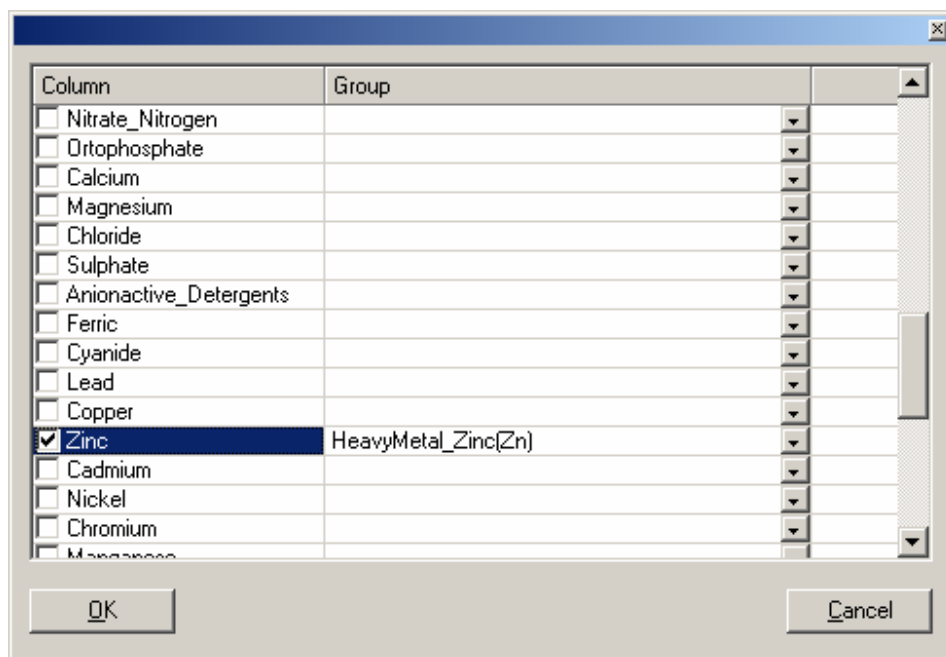 Column Group
Nitrate_Nitrogen
Ortophosphate
Calcium
Magnesium
Chloride
Sulphate
Anionactive_Detergents
Ferric
Cyanide
Lead
Copper
Zinc HeavyMetal_Zinc(Zn)
Cadmium
Nickel
Chromium
Manganese
OK Cancel